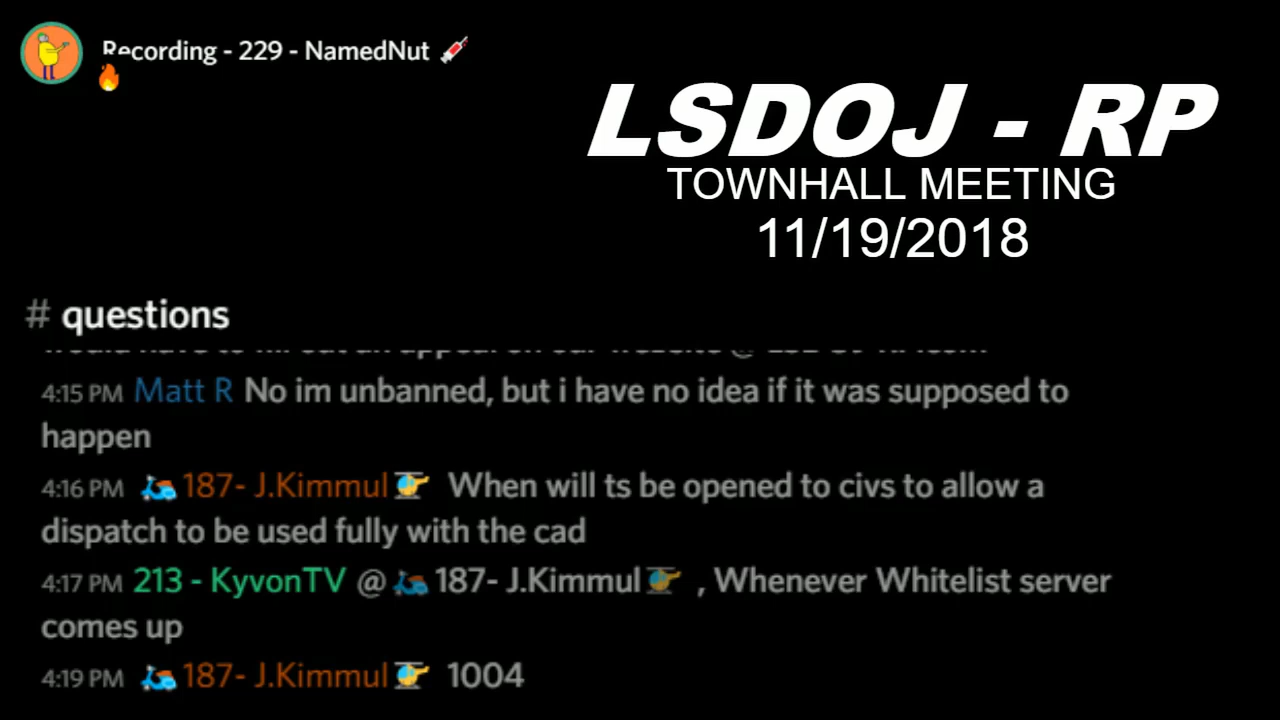 Recording - 229 - NamedNut 💉
🔥
LSDOJ - RP
TOWNHALL MEETING
11/19/2018
# questions
4:15 PM Matt R No im unbanned, but i have no idea if it was supposed to
happen
4:16 PM 🛵187- J.Kimmul🚁 When will ts be opened to civs to allow a
dispatch to be used fully with the cad
4:17 PM 213 - KyvonTV @🛵187- J.Kimmul🚁 , Whenever Whitelist server
comes up
4:19 PM 🛵187- J.Kimmul🚁 1004